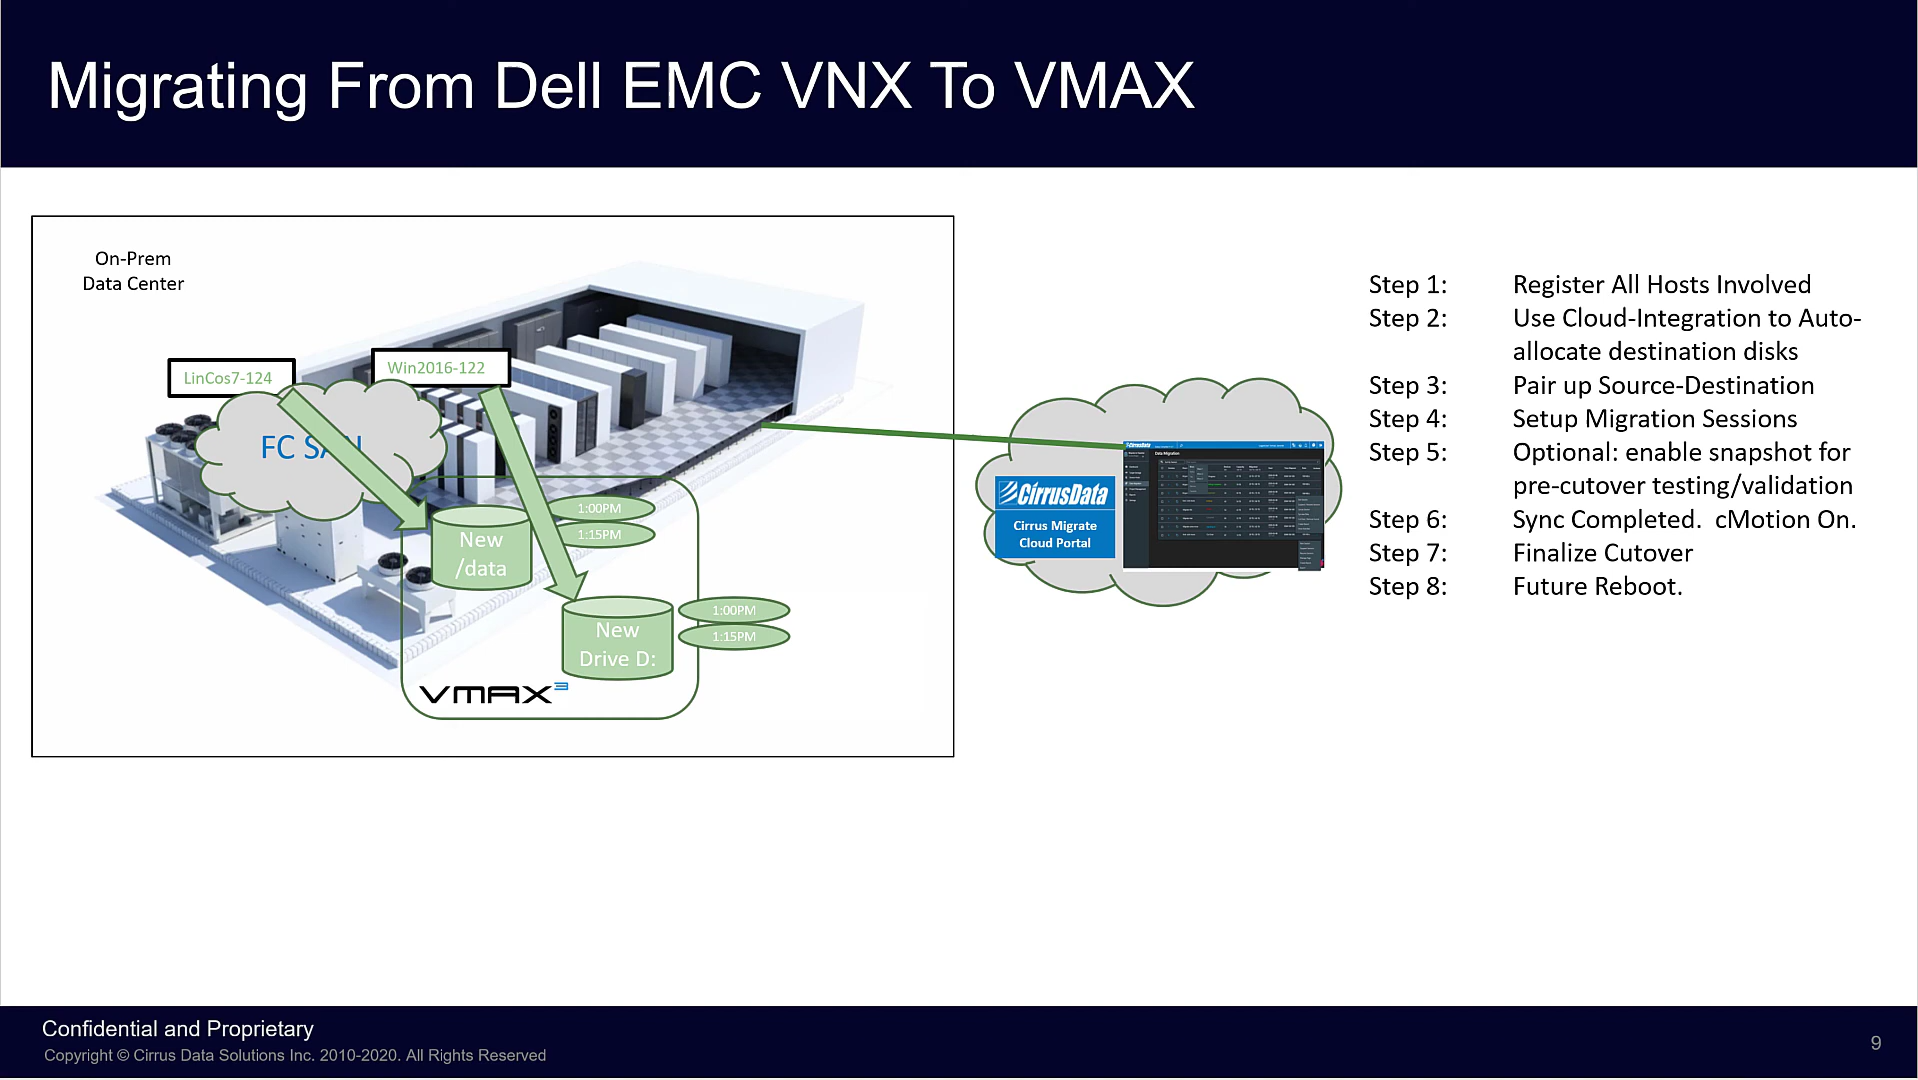 Migrating From Dell EMC VNX To VMAX
On-Prem
Data Center
LinCos7-124
Win2016-122
FC
New
/data
1:00PM
1:15PM
New
Drive D:
1:00PM
1:15PM
VMAX3
CirrusData
Cirrus Migrate
Cloud Portal
Data Migration
Step 1: Register All Hosts Involved
Step 2: Use Cloud-Integration to Auto-
allocate destination disks
Step 3: Pair up Source-Destination
Step 4: Setup Migration Sessions
Step 5: Optional: enable snapshot for
pre-cutover testing/validation
Step 6: Sync Completed. cMotion On.
Step 7: Finalize Cutover
Step 8: Future Reboot.
Confidential and Proprietary
Copyright © Cirrus Data Solutions Inc. 2010-2020. All Rights Reserved
9